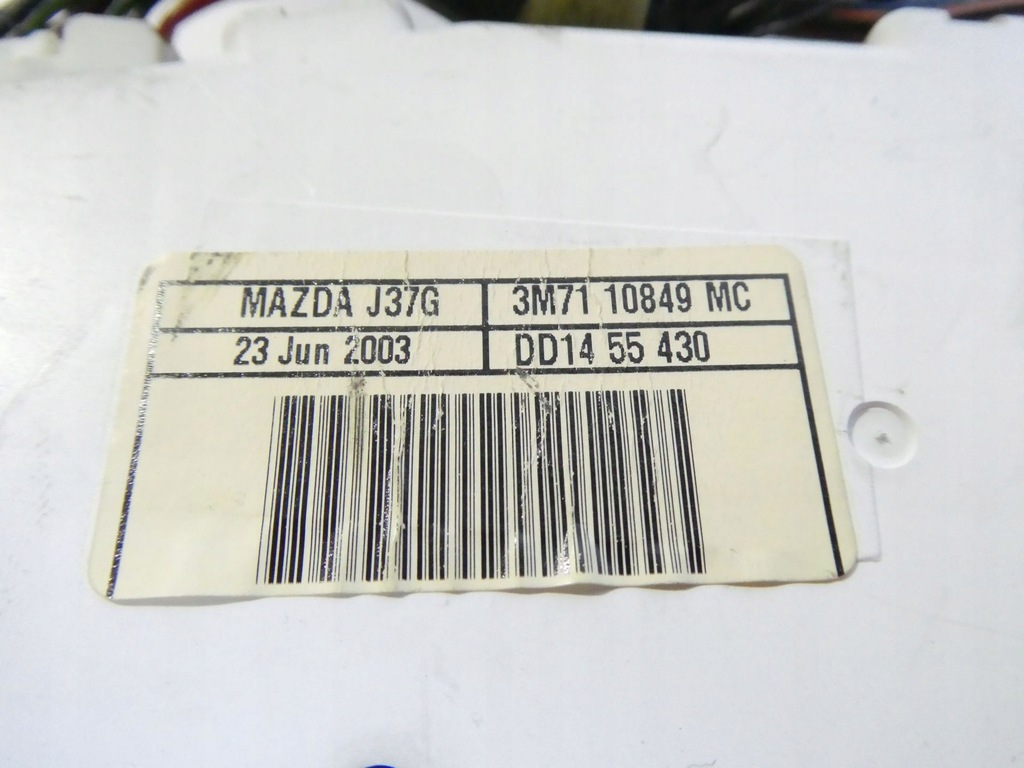 MAZDA J37G 3M71 10849 MC
23 Jun 2003 DD14 55 430